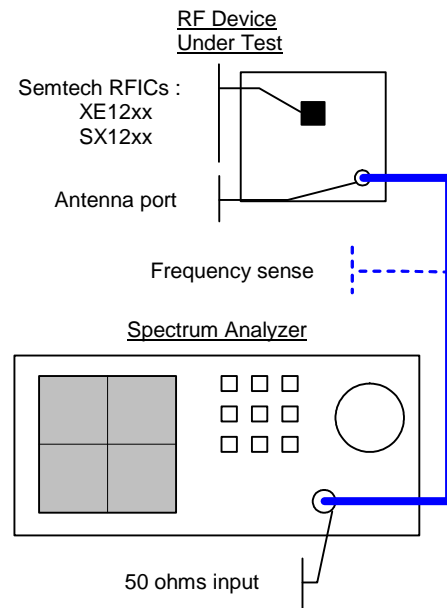 RF Device
Under Test
Semtech RFICs :
XE12xx
SX12xx
Antenna port
Frequency sense
Spectrum Analyzer
50 ohms input